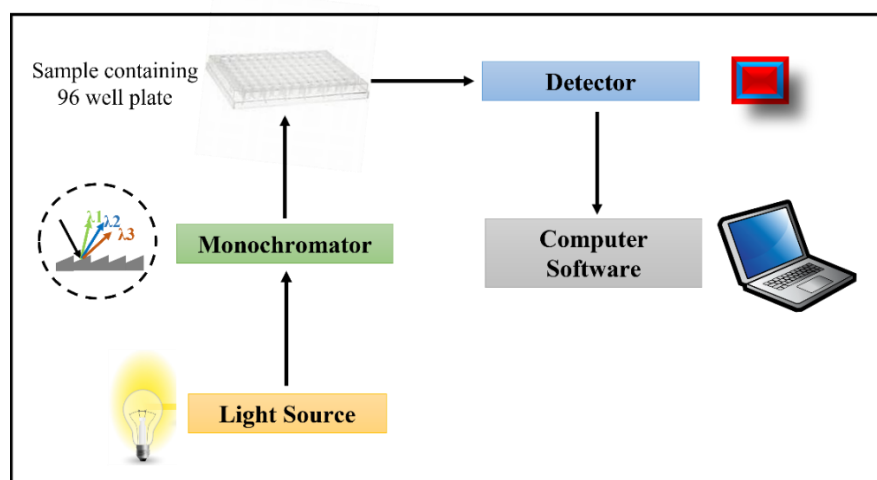 Sample containing
96 well plate
Detector
λ1
λ2
λ3
Monochromator
Computer
Software
Light Source